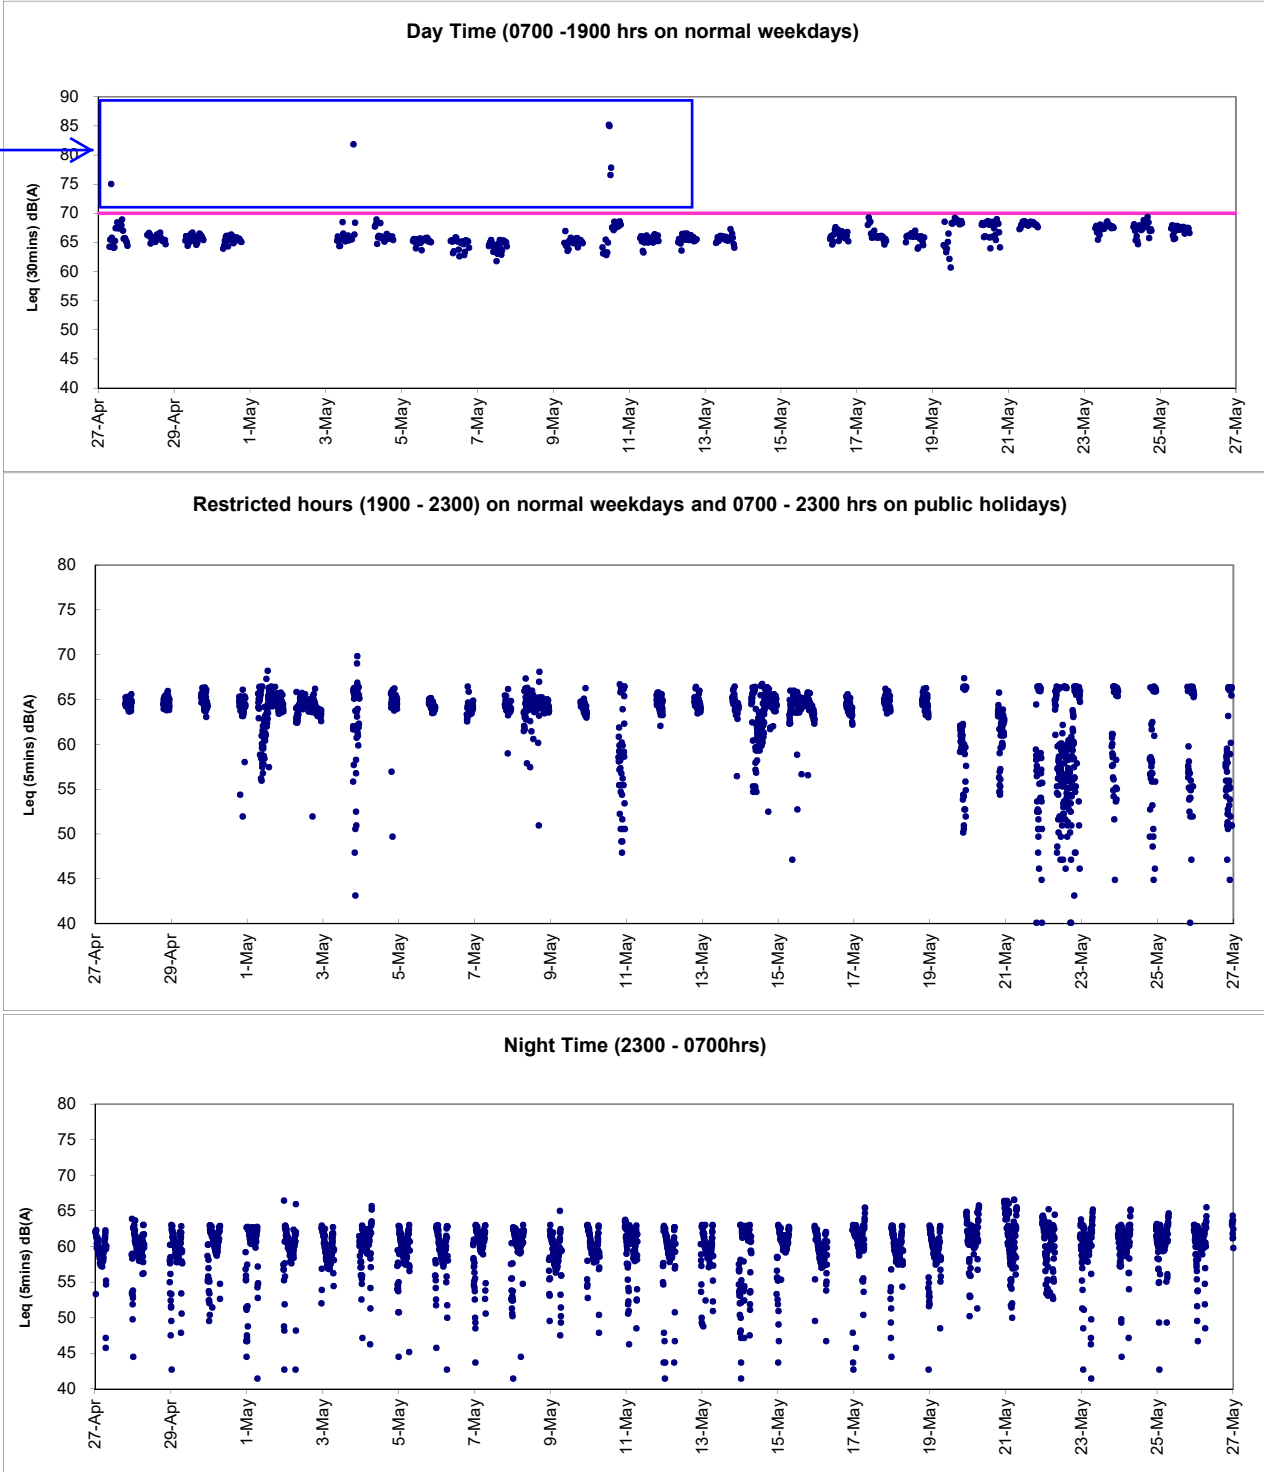 Day Time (0700 -1900 hrs on normal weekdays)
Leq (30mins) dB(A)
90
85
80
75
70
65
60
55
50
45
40
27-Apr
29-Apr
1-May
3-May
5-May
7-May
9-May
11-May
13-May
15-May
17-May
19-May
21-May
23-May
25-May
27-May
Restricted hours (1900 - 2300) on normal weekdays and 0700 - 2300 hrs on public holidays)
Leq (5mins) dB(A)
80
75
70
65
60
55
50
45
40
27-Apr
29-Apr
1-May
3-May
5-May
7-May
9-May
11-May
13-May
15-May
17-May
19-May
21-May
23-May
25-May
27-May
Night Time (2300 - 0700hrs)
Leq (5mins) dB(A)
80
75
70
65
60
55
50
45
40
27-Apr
29-Apr
1-May
3-May
5-May
7-May
9-May
11-May
13-May
15-May
17-May
19-May
21-May
23-May
25-May
27-May